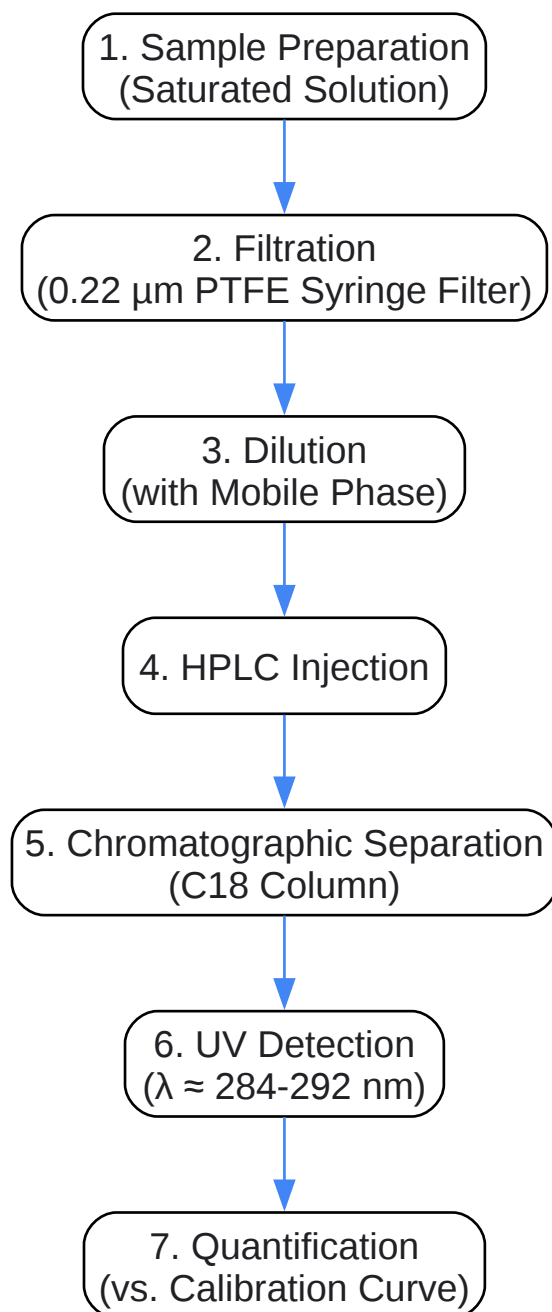 1. Sample Preparation
(Saturated Solution)
2. Filtration
(0.22 µm PTFE Syringe Filter)
3. Dilution
(with Mobile Phase)
4. HPLC Injection
5. Chromatographic Separation
(C18 Column)
6. UV Detection
(λ ≈ 284-292 nm)
7. Quantification
(vs. Calibration Curve)